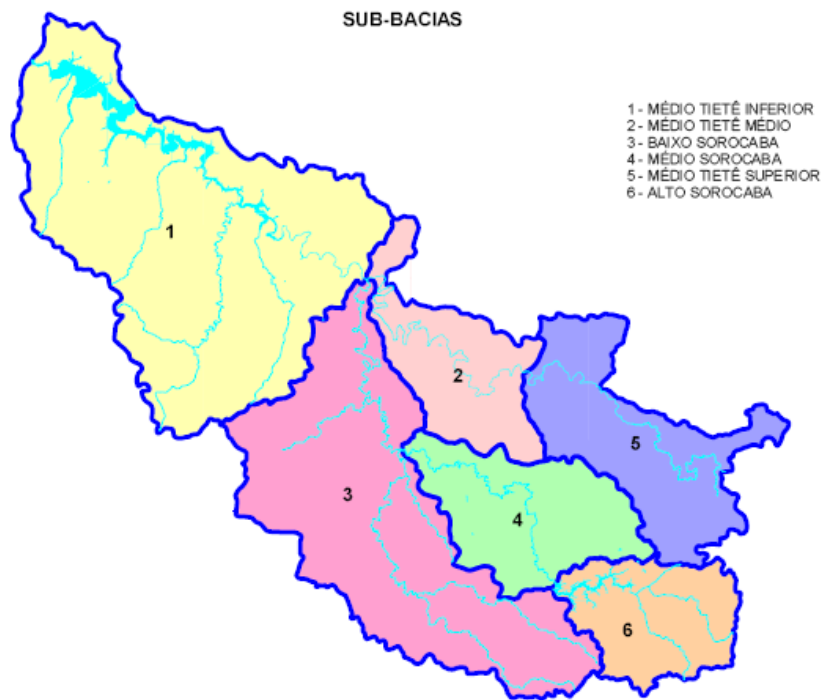 SUB-BACIAS
1 - MÉDIO TIETÊ INFERIOR
2 - MÉDIO TIETÊ MÉDIO
3 - BAIXO SOROCABA
4 - MÉDIO SOROCABA
5 - MÉDIO TIETÊ SUPERIOR
6 - ALTO SOROCABA
1
2
5
3
4
6